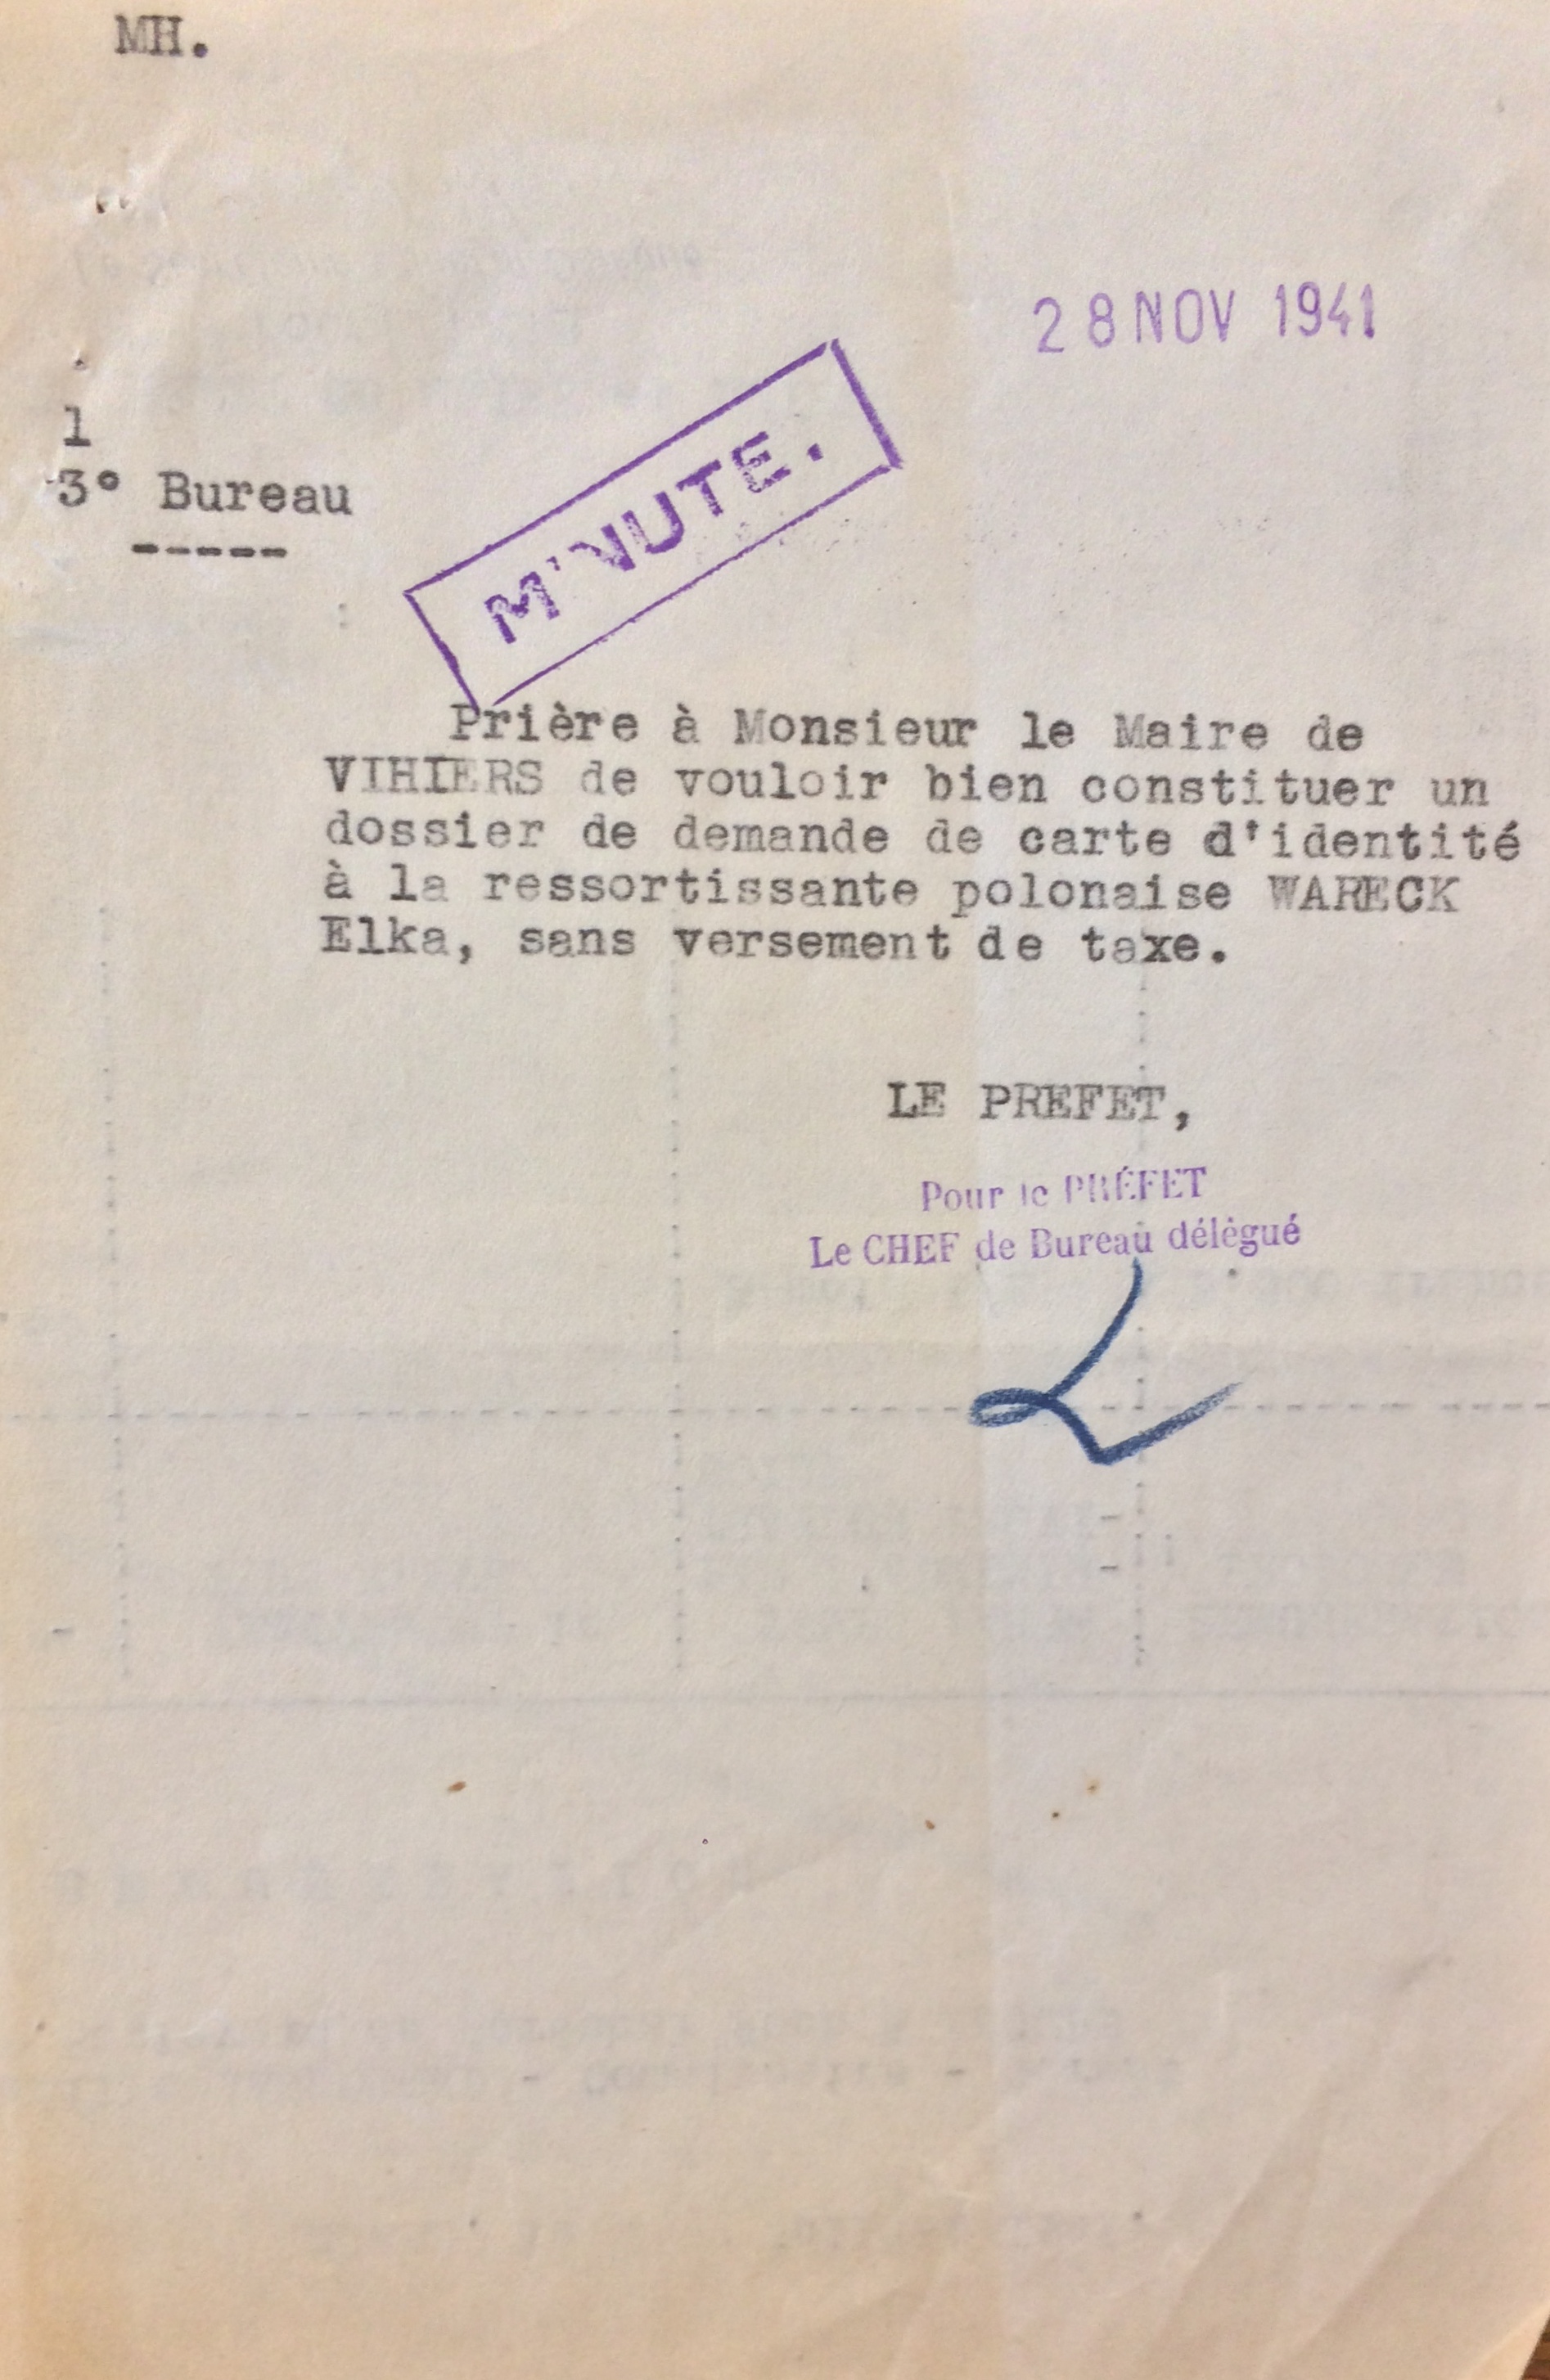 MH.
28 NOV 1941
1
3° Bureau
-----
MINUTE.
Prière à Monsieur le Maire de
VIHIERS de vouloir bien constituer un
dossier de demande de carte d'identité
à la ressortissante polonaise WARECK
Elka, sans versement de taxe.
LE PREFET,
Pour le PRÉFET
Le CHEF de Bureau délégué